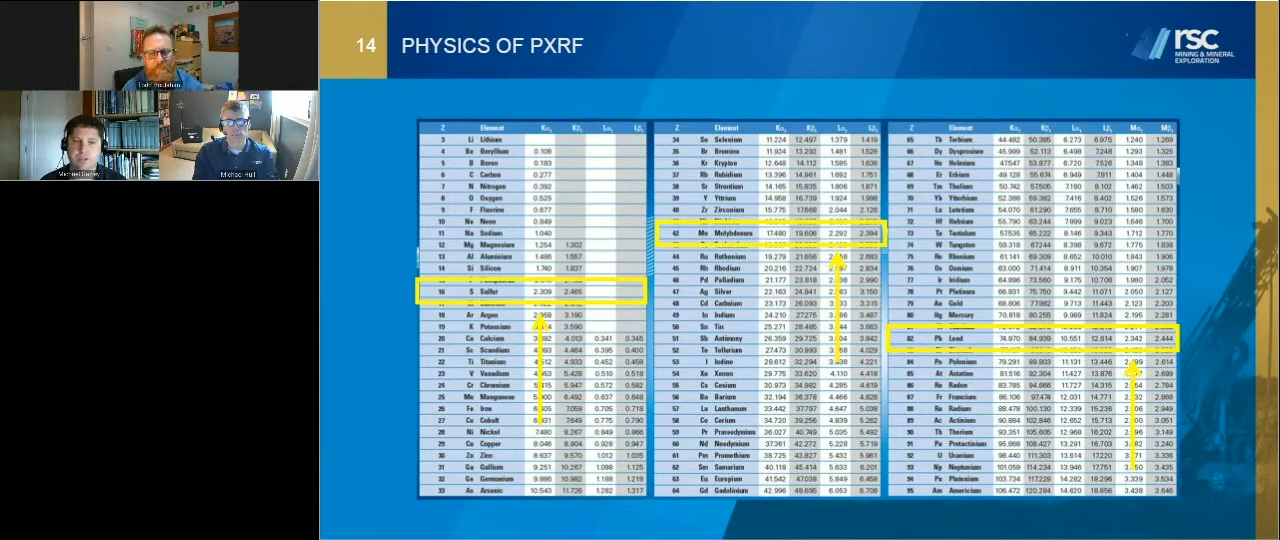 14 PHYSICS OF PXRF
rsc
MINING & MINERAL
EXPLORATION
Todd Houlahan
Michael Gazley
Michael Hull
Z Element Kα₁ Kβ₁ Lα₁ Lβ₁
3 Li Lithium
4 Be Beryllium 0.108
5 B Boron 0.183
6 C Carbon 0.277
7 N Nitrogen 0.392
8 O Oxygen 0.525
9 F Fluorine 0.677
10 Ne Neon 0.849
11 Na Sodium 1.040
12 Mg Magnesium 1.254 1.302
13 Al Aluminium 1.486 1.557
14 Si Silicon 1.740 1.837
16 S Sulfur 2.309 2.465
18 Ar Argon 2.958 3.190
19 K Potassium 3.590
20 Ca Calcium 4.013 0.341 0.345
21 Sc Scandium 4.464 0.395 0.400
22 Ti Titanium 4.933 0.452 0.458
23 V Vanadium 5.428 0.510 0.518
24 Cr Chromium 5.947 0.572 0.582
25 Mn Manganese 6.492 0.637 0.648
26 Fe Iron 7.059 0.705 0.718
27 Co Cobalt 7.649 0.775 0.790
28 Ni Nickel 7.480 8.267 0.849 0.866
29 Cu Copper 8.046 8.904 0.928 0.947
30 Zn Zinc 8.637 9.570 1.012 1.035
31 Ga Gallium 9.251 10.267 1.098 1.125
32 Ge Germanium 9.886 10.982 1.188 1.218
33 As Arsenic 10.543 11.726 1.282 1.317
Z Element Kα₁ Kβ₁ Lα₁ Lβ₁
34 Se Selenium 11.224 12.497 1.379 1.419
35 Br Bromine 11.924 13.292 1.481 1.526
36 Kr Krypton 12.648 14.112 1.585 1.636
37 Rb Rubidium 13.396 14.961 1.692 1.751
38 Sr Strontium 14.165 15.835 1.806 1.871
39 Y Yttrium 14.958 16.739 1.924 1.998
40 Zr Zirconium 15.775 17.668 2.044 2.126
42 Mo Molybdenum 17.480 19.606 2.292 2.394
44 Ru Ruthenium 19.279 21.656 2.683
45 Rh Rhodium 20.216 22.724 2.834
46 Pd Palladium 21.177 23.818 2.990
47 Ag Silver 22.163 24.941 3.150
48 Cd Cadmium 23.173 26.093 3.315
49 In Indium 24.210 27.275 3.487
50 Sn Tin 25.271 28.485 3.663
51 Sb Antimony 26.359 29.725 3.842
52 Te Tellurium 27.473 30.993 4.029
53 I Iodine 28.612 32.294 4.221
54 Xe Xenon 29.775 33.620 4.110 4.418
55 Cs Cesium 30.973 34.982 4.285 4.619
56 Ba Barium 32.194 36.378 4.466 4.828
57 La Lanthanum 33.442 37.797 4.647 5.038
58 Ce Cerium 34.720 39.256 4.839 5.262
59 Pr Praseodymium 36.027 40.749 5.035 5.492
60 Nd Neodymium 37.361 42.272 5.228 5.719
61 Pm Promethium 38.725 43.827 5.432 5.961
62 Sm Samarium 40.118 45.414 5.633 6.201
63 Eu Europium 41.542 47.038 5.849 6.458
64 Gd Gadolinium 42.996 48.695 6.053 6.708
Z Element Kα₁ Kβ₁ Lα₁ Lβ₁ Mα₁ Mβ₁
65 Tb Terbium 44.482 50.385 6.273 6.975 1.240 1.269
66 Dy Dysprosium 45.999 52.113 6.498 7.248 1.293 1.325
67 Ho Holmium 47.547 53.877 6.720 7.526 1.348 1.383
68 Er Erbium 49.128 55.674 6.949 7.811 1.404 1.448
69 Tm Thulium 50.742 57.505 7.180 8.102 1.462 1.503
70 Yb Ytterbium 52.388 59.382 7.416 8.402 1.526 1.573
71 Lu Lutetium 54.070 61.290 7.655 8.710 1.580 1.630
72 Hf Hafnium 55.790 63.244 7.899 9.023 1.646 1.700
73 Ta Tantalum 57.535 65.222 8.146 9.343 1.712 1.770
74 W Tungsten 59.318 67.244 8.398 9.672 1.775 1.838
75 Re Rhenium 61.141 69.309 8.652 10.010 1.843 1.906
76 Os Osmium 63.000 71.414 8.911 10.354 1.907 1.978
77 Ir Iridium 64.896 73.560 9.175 10.708 1.980 2.052
78 Pt Platinum 66.831 75.750 9.442 11.071 2.050 2.127
79 Au Gold 68.806 77.982 9.713 11.443 2.123 2.203
80 Hg Mercury 70.818 80.255 9.989 11.824 2.195 2.281
82 Pb Lead 74.970 84.939 10.551 12.614 2.342 2.444
84 Po Polonium 79.291 89.803 11.131 13.446 2.614
85 At Astatine 81.516 92.304 11.427 13.876 2.699
86 Rn Radon 83.785 94.866 11.727 14.315 2.784
87 Fr Francium 86.106 97.474 12.031 14.771 2.868
88 Ra Radium 88.478 100.130 12.339 15.236 2.949
89 Ac Actinium 90.884 102.846 12.652 15.713 3.051
90 Th Thorium 93.351 105.605 12.968 16.202 3.149
91 Pa Protactinium 95.868 108.427 13.291 16.703 3.240
92 U Uranium 98.440 111.303 13.614 17.220 3.336
93 Np Neptunium 101.059 114.234 13.946 17.751 3.435
94 Pu Plutonium 103.734 117.228 14.282 18.296 3.339 3.534
95 Am Americium 106.472 120.284 14.620 18.856 3.438 3.646